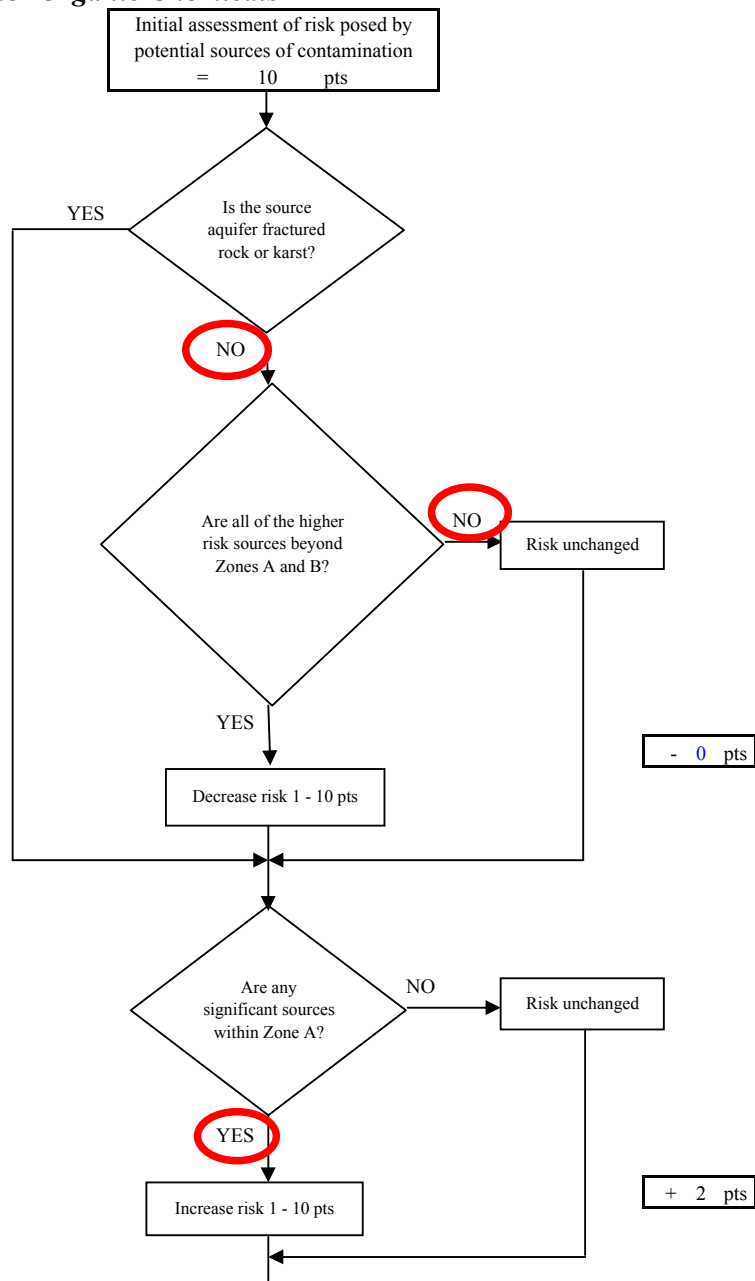 Initial assessment of risk posed by
potential sources of contamination
= 10 pts
YES
Is the source
aquifer fractured
rock or karst?
NO
Are all of the higher
risk sources beyond
Zones A and B?
NO
Risk unchanged
YES
- 0 pts
Decrease risk 1 - 10 pts
Are any
significant sources
within Zone A?
NO
Risk unchanged
YES
+ 2 pts
Increase risk 1 - 10 pts